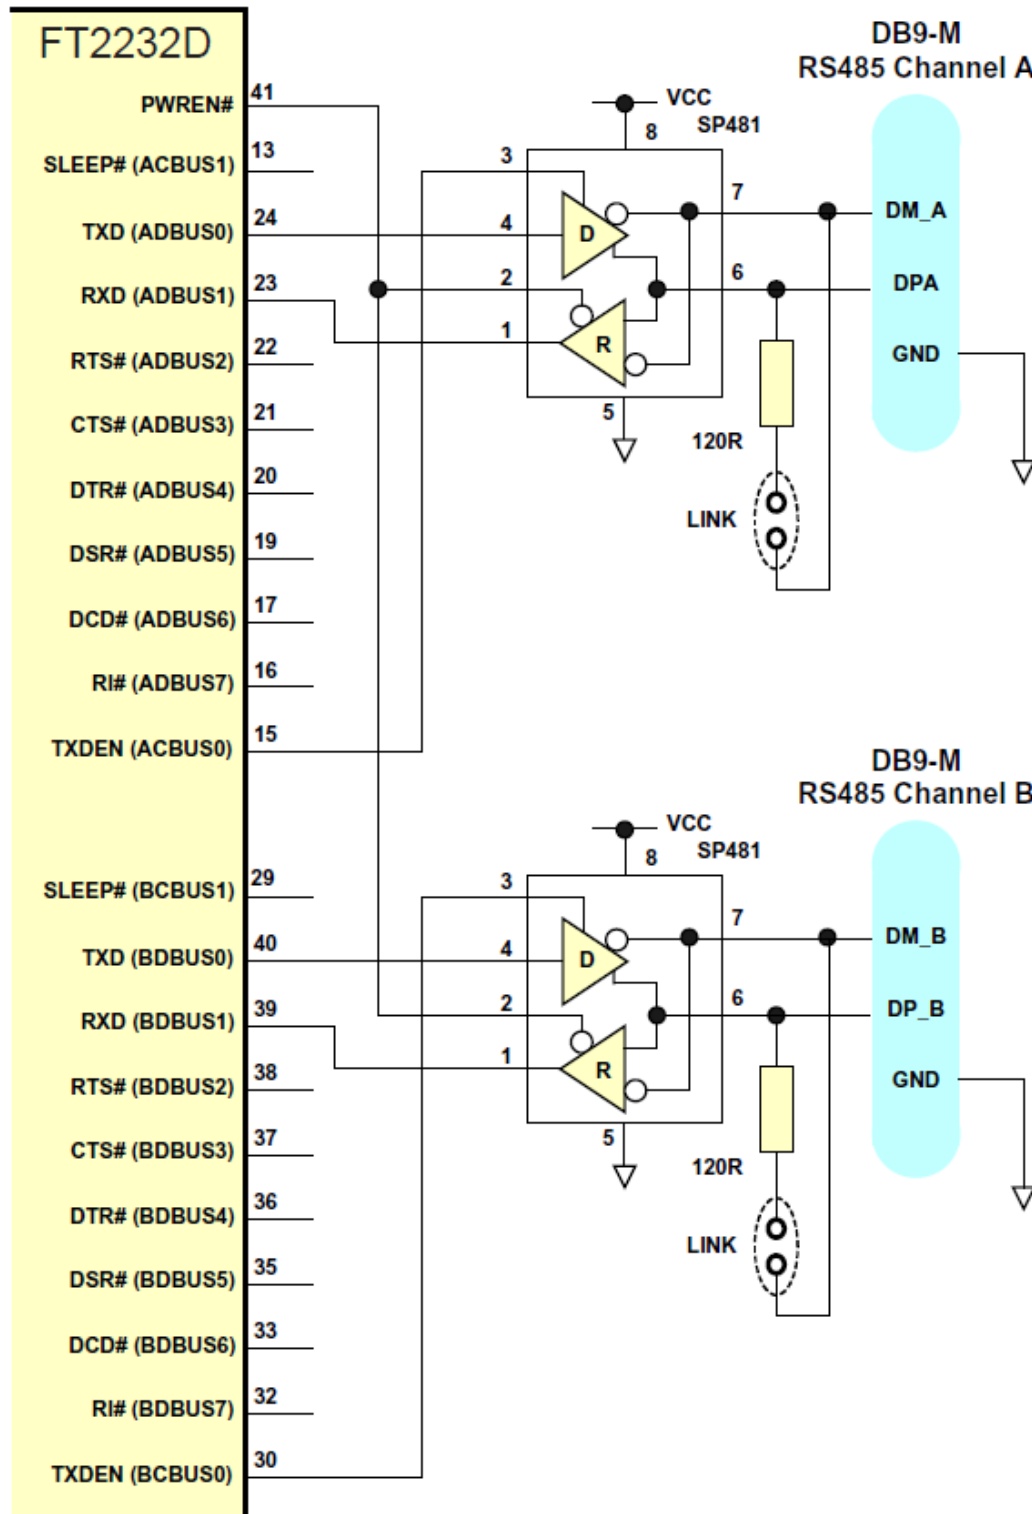 FT2232D
DB9-M
RS485 Channel A
PWREN# 41
SLEEP# (ACBUS1) 13
TXD (ADBUS0) 24
RXD (ADBUS1) 23
RTS# (ADBUS2) 22
CTS# (ADBUS3) 21
DTR# (ADBUS4) 20
DSR# (ADBUS5) 19
DCD# (ADBUS6) 17
RI# (ADBUS7) 16
TXDEN (ACBUS0) 15
VCC
SP481
8
3
4
2
1
D
R
7
6
5
DM_A
DPA
GND
120R
LINK
DB9-M
RS485 Channel B
SLEEP# (BCBUS1) 29
TXD (BDBUS0) 40
RXD (BDBUS1) 39
RTS# (BDBUS2) 38
CTS# (BDBUS3) 37
DTR# (BDBUS4) 36
DSR# (BDBUS5) 35
DCD# (BDBUS6) 33
RI# (BDBUS7) 32
TXDEN (BCBUS0) 30
VCC
SP481
8
3
4
2
1
D
R
7
6
5
DM_B
DP_B
GND
120R
LINK